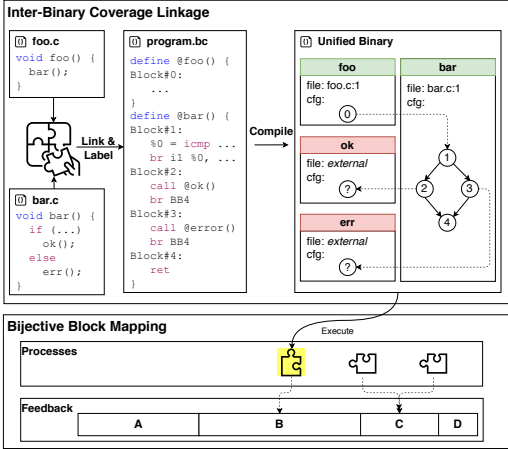 Inter-Binary Coverage Linkage
foo.c
void foo() {
bar();
}
Link &
Label
bar.c
void bar() {
if (...)
ok();
else
err();
}
program.bc
define @foo() {
Block#0:
...
}
define @bar() {
Block#1:
%0 = icmp ...
br i1 %0, ...
Block#2:
call @ok()
br BB4
Block#3:
call @error()
br BB4
Block#4:
ret
}
Compile
Unified Binary
foo
file: foo.c:1
cfg:
0
ok
file: external
cfg:
?
err
file: external
cfg:
?
bar
file: bar.c:1
cfg:
1
2
3
4
Execute
Bijective Block Mapping
Processes
Feedback
A
B
C
D